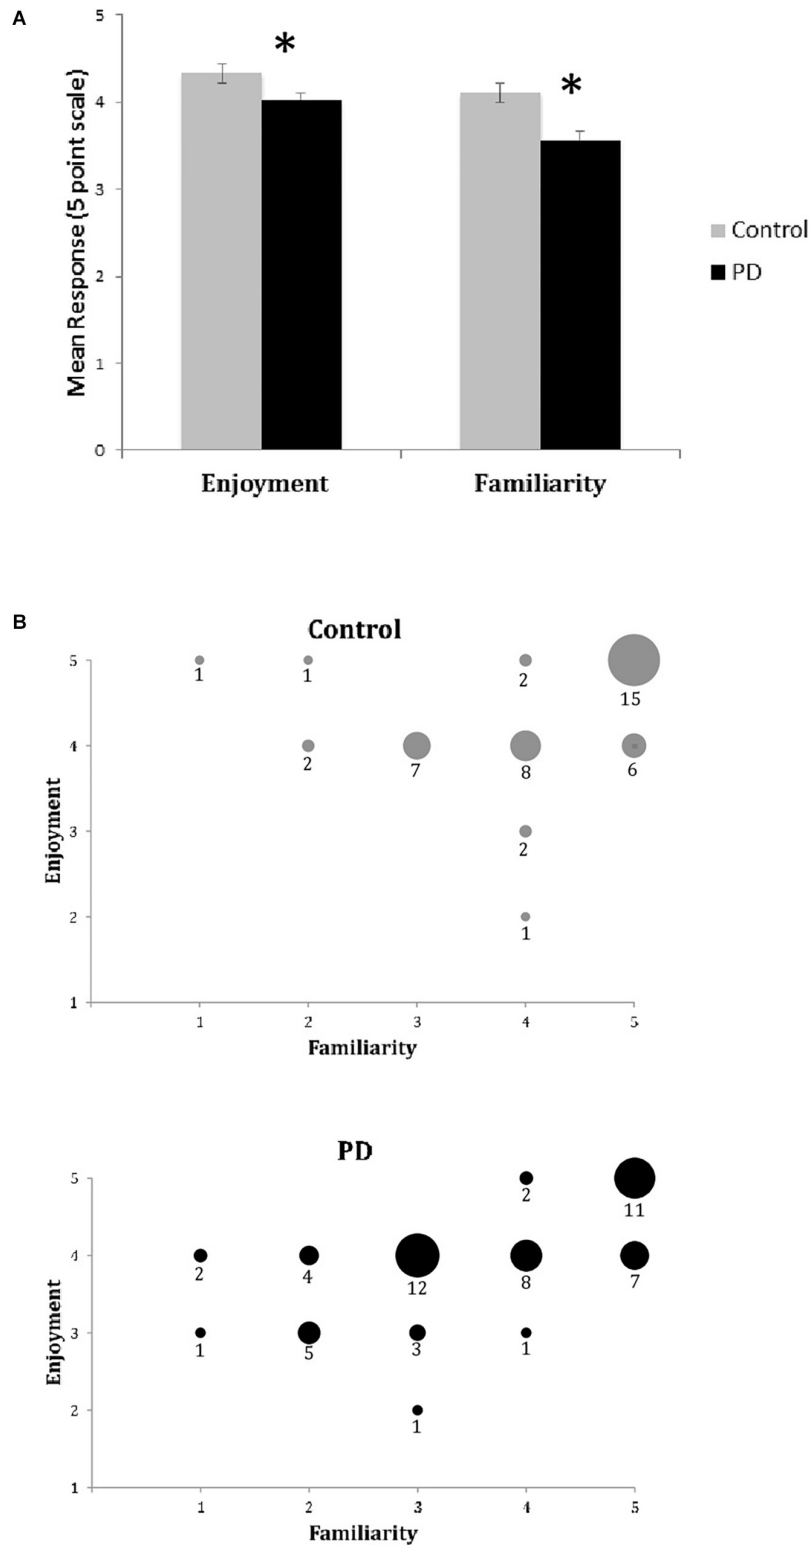 A
5
4
3
2
1
0
Mean Response (5 point scale)
*
*
Enjoyment Familiarity
Control
PD
B
Control
5
4
3
2
1
Enjoyment
1 1 2 15
2 7 8 6
2
1
1 2 3 4 5
Familiarity
PD
5
4
3
2
1
Enjoyment
2 11
2 4 12 8 7
1 5 3 1
1
1 2 3 4 5
Familiarity